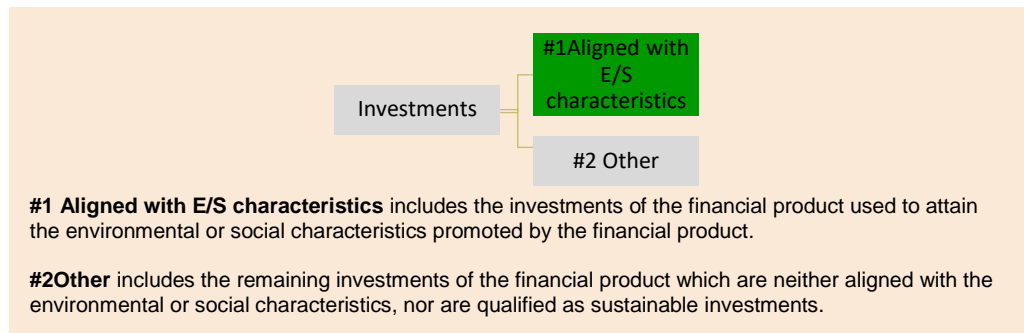 #1Aligned with
E/S
characteristics
Investments
#2 Other
#1 Aligned with E/S characteristics includes the investments of the financial product used to attain
the environmental or social characteristics promoted by the financial product.
#2Other includes the remaining investments of the financial product which are neither aligned with the
environmental or social characteristics, nor are qualified as sustainable investments.